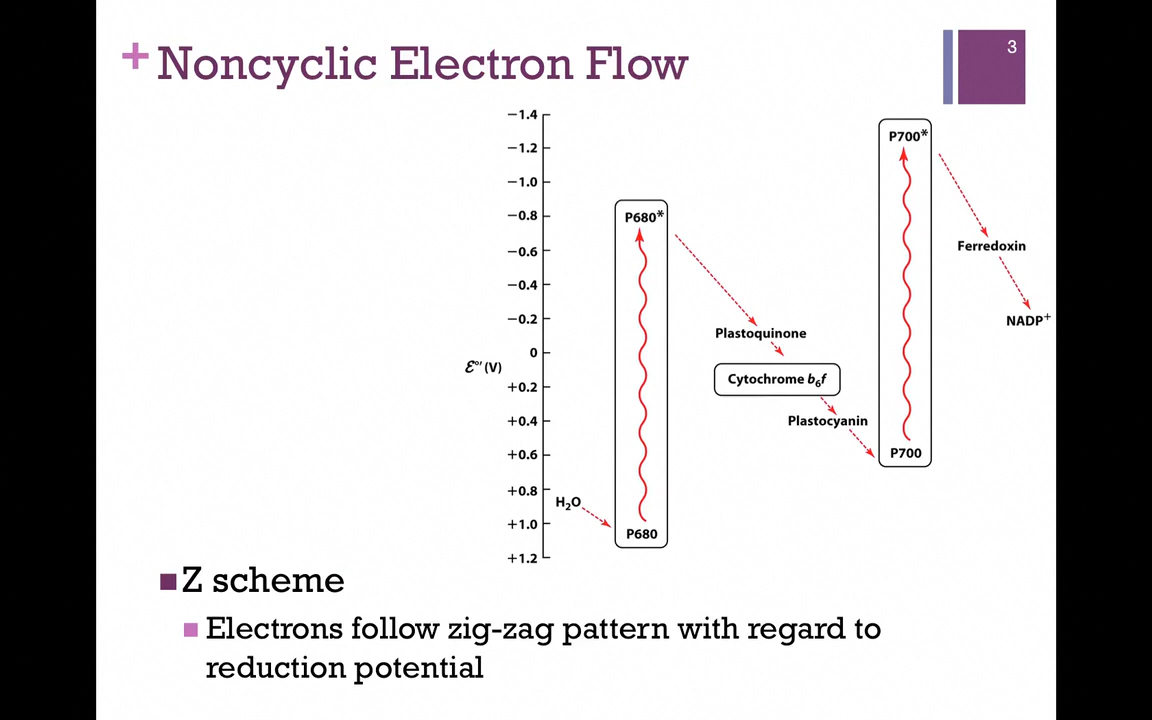 + Noncyclic Electron Flow
3
−1.4
−1.2
−1.0
−0.8
−0.6
−0.4
−0.2
0
ℰ°′ (V)
+0.2
+0.4
+0.6
+0.8
+1.0
+1.2
H₂O
P680*
P680
Plastoquinone
Cytochrome b₆f
Plastocyanin
P700*
P700
Ferredoxin
NADP⁺
Z scheme
Electrons follow zig-zag pattern with regard to
reduction potential